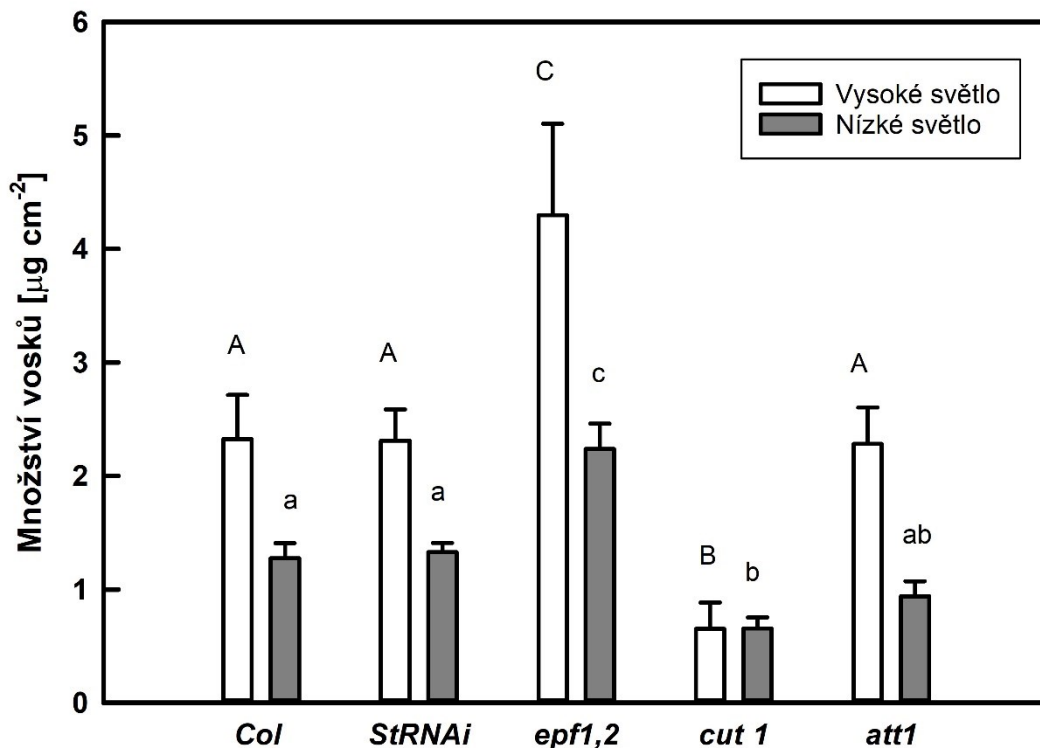 Množství vosků [µg cm-2]
6
5
4
3
2
1
0
Vysoké světlo
Nízké světlo
A
a
A
a
C
c
B
b
A
ab
Col
StRNAi
epf1,2
cut 1
att1